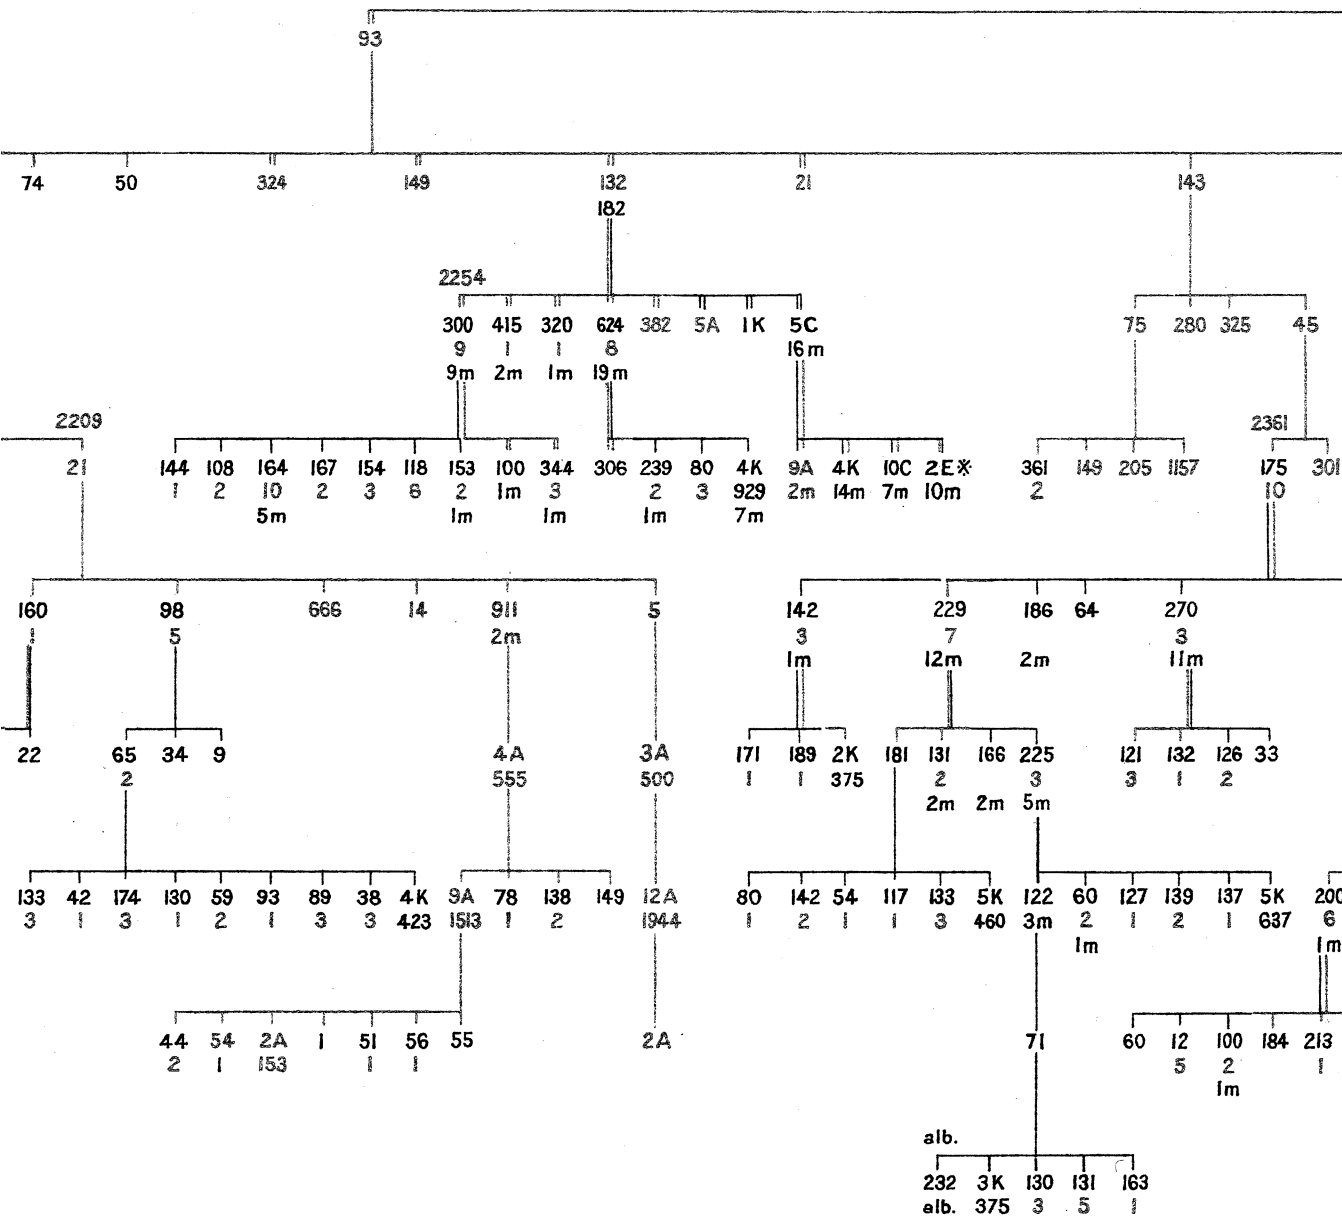 93
74 50 324 149 132 21 143
182
2254
300 415 320 624 382 5A 1K 5C 75 280 325 45
9 1 1 8 16m
9m 2m 1m 19m
2209 2361
21 144 108 164 167 154 118 153 100 344 306 239 80 4K 9A 4K 10C 2E※ 361 149 205 1157 175 301
1 2 10 2 3 6 2 1m 3 2 3 929 2m 14m 7m 10m 2 10
5m 1m 1m 1m 7m
160 98 666 14 911 5 142 229 186 64 270
1 5 2m 3 7 3
1m 12m 2m 11m
22 65 34 9 4A 3A 171 189 2K 181 131 166 225 121 132 126 33
2 555 500 1 1 375 2 3 3 1 2
2m 2m 5m
133 42 174 130 59 93 89 38 4K 9A 78 138 149 12A 80 142 54 117 133 5K 122 60 127 139 137 5K 200
3 1 3 1 2 1 3 3 423 1513 1 2 1944 1 2 1 1 3 460 3m 2 1 2 1 637 6
1m 1m
44 54 2A 1 51 56 55 2A 71 60 12 100 184 213
2 1 153 1 1 5 2 1
1m
alb.
232 3K 130 131 163
alb. 375 3 5 1